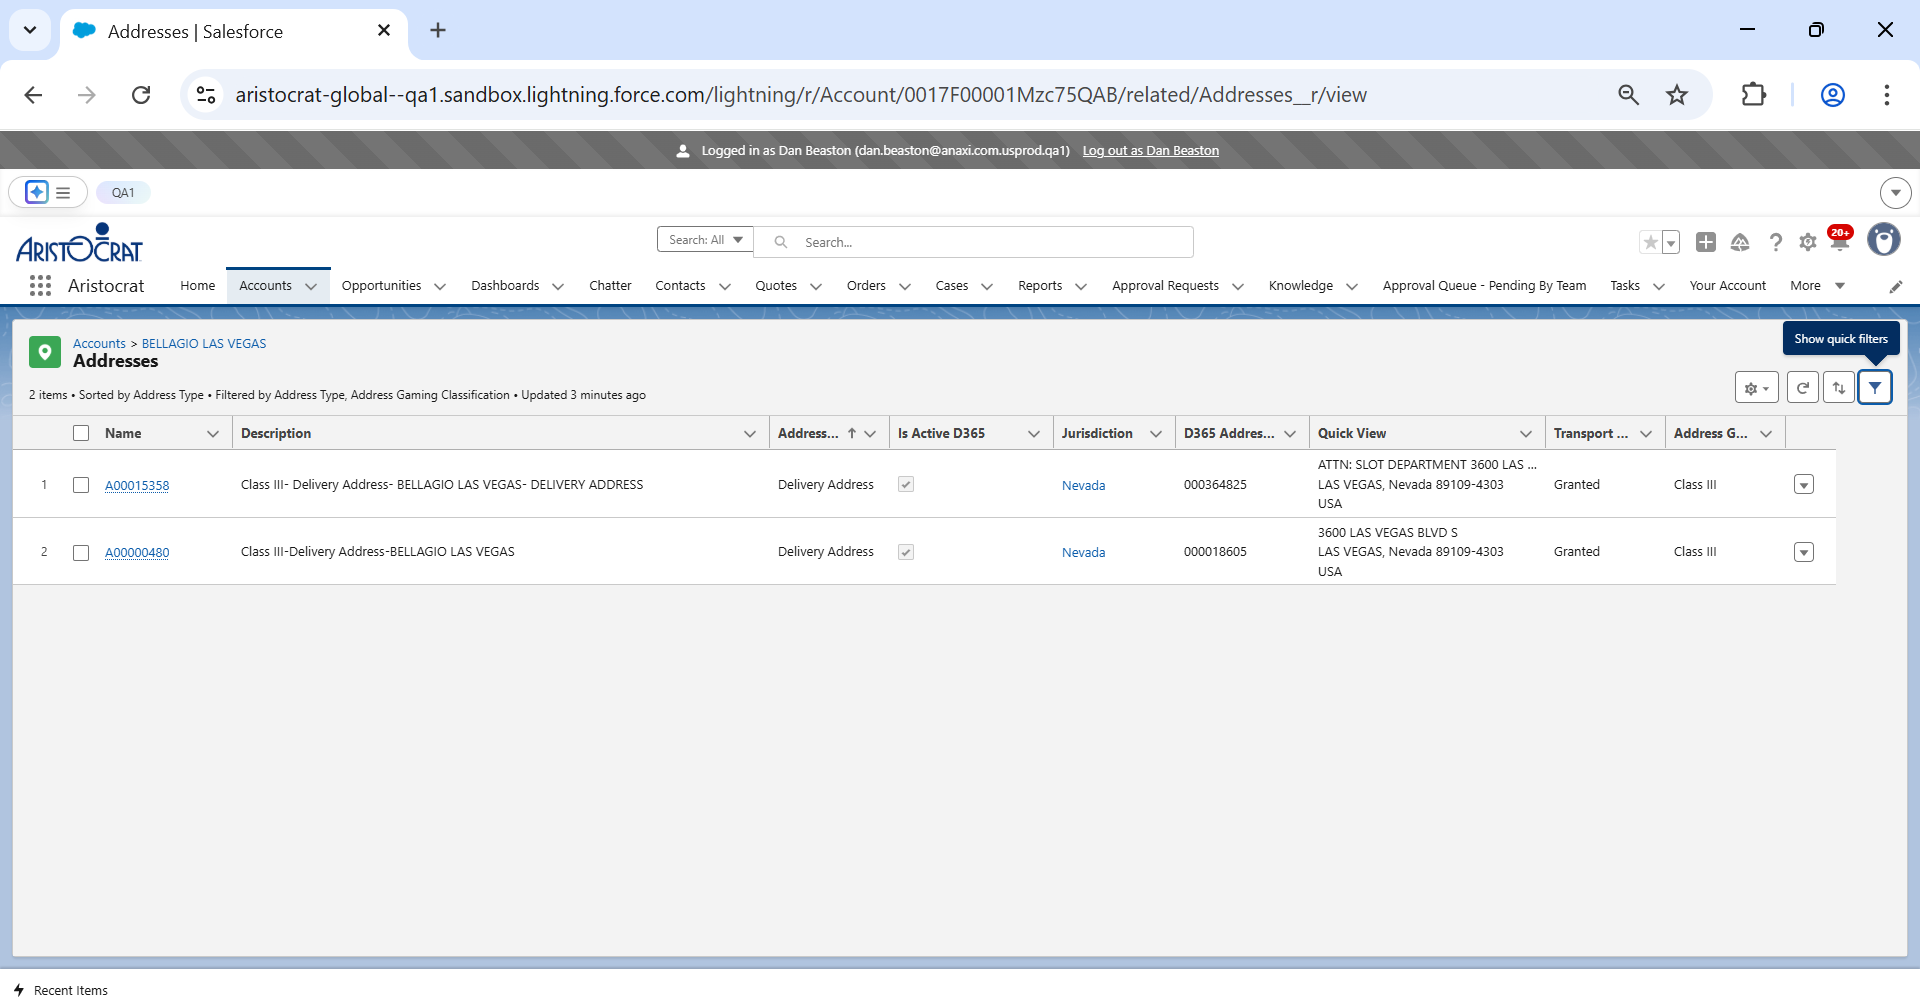 Addresses | Salesforce
aristocrat-global--qa1.sandbox.lightning.force.com/lightning/r/Account/0017F00001Mzc75QAB/related/Addresses__r/view
Logged in as Dan Beaston (dan.beaston@anaxi.com.usprod.qa1) Log out as Dan Beaston
QA1
ARISTOCRAT
Search: All
Search...
20+
Aristocrat
Home
Accounts
Opportunities
Dashboards
Chatter
Contacts
Quotes
Orders
Cases
Reports
Approval Requests
Knowledge
Approval Queue - Pending By Team
Tasks
Your Account
More
Accounts > BELLAGIO LAS VEGAS
Addresses
Show quick filters
2 items • Sorted by Address Type • Filtered by Address Type, Address Gaming Classification • Updated 3 minutes ago
Name
Description
Address...
Is Active D365
Jurisdiction
D365 Addres...
Quick View
Transport ...
Address G...
1
A00015358
Class III- Delivery Address- BELLAGIO LAS VEGAS- DELIVERY ADDRESS
Delivery Address
Nevada
000364825
ATTN: SLOT DEPARTMENT 3600 LAS ...
LAS VEGAS, Nevada 89109-4303
USA
Granted
Class III
2
A00000480
Class III-Delivery Address-BELLAGIO LAS VEGAS
Delivery Address
Nevada
000018605
3600 LAS VEGAS BLVD S
LAS VEGAS, Nevada 89109-4303
USA
Granted
Class III
Recent Items